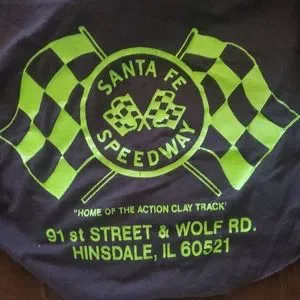 SANTA FE
SPEEDWAY
"HOME OF THE ACTION CLAY TRACK'
91 st STREET & WOLF RD.
HINSDALE, IL 60521